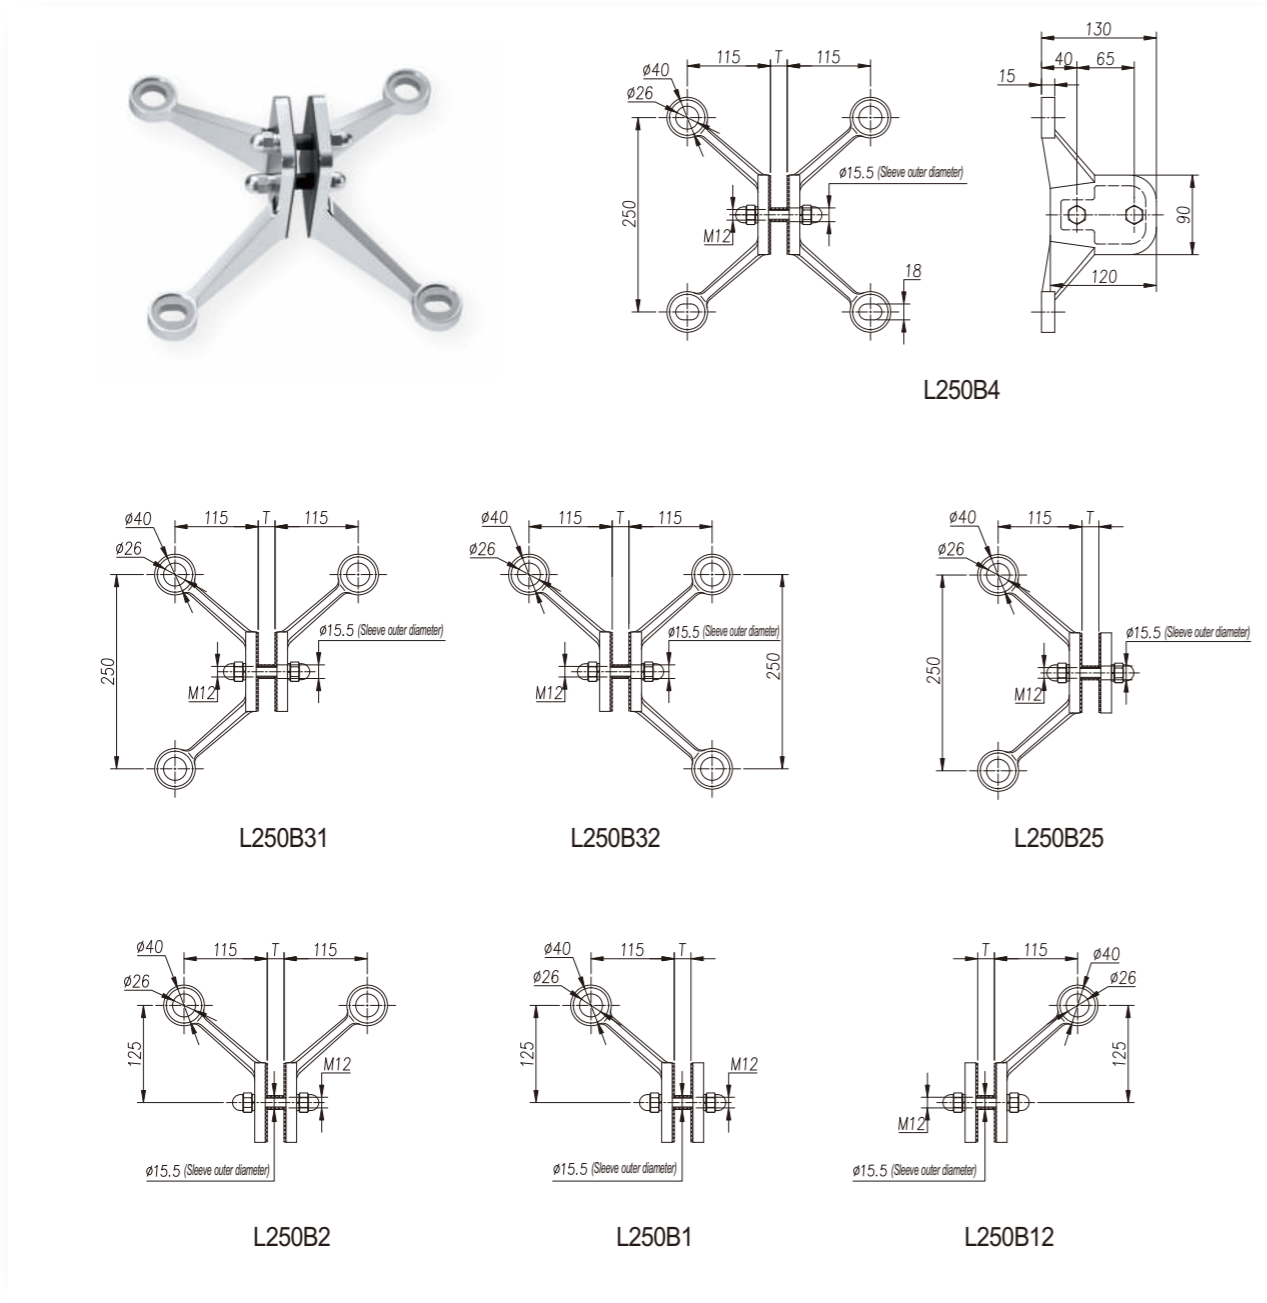 130
115 T 115
40 65
ø40
15
ø26
ø15.5 (Sleeve outer diameter)
250
90
M12
18
120
L250B4
ø40 115 T 115
ø26
ø15.5 (Sleeve outer diameter)
250
M12
L250B31
ø40 115 T 115
ø26
ø15.5 (Sleeve outer diameter)
250
M12
L250B32
ø40 115 T
ø26
ø15.5 (Sleeve outer diameter)
250
M12
L250B25
ø40 115 T 115
ø26
125
M12
ø15.5 (Sleeve outer diameter)
L250B2
ø40 115 T
ø26
125
M12
ø15.5 (Sleeve outer diameter)
L250B1
T 115 ø40
ø26
125
M12
ø15.5 (Sleeve outer diameter)
L250B12